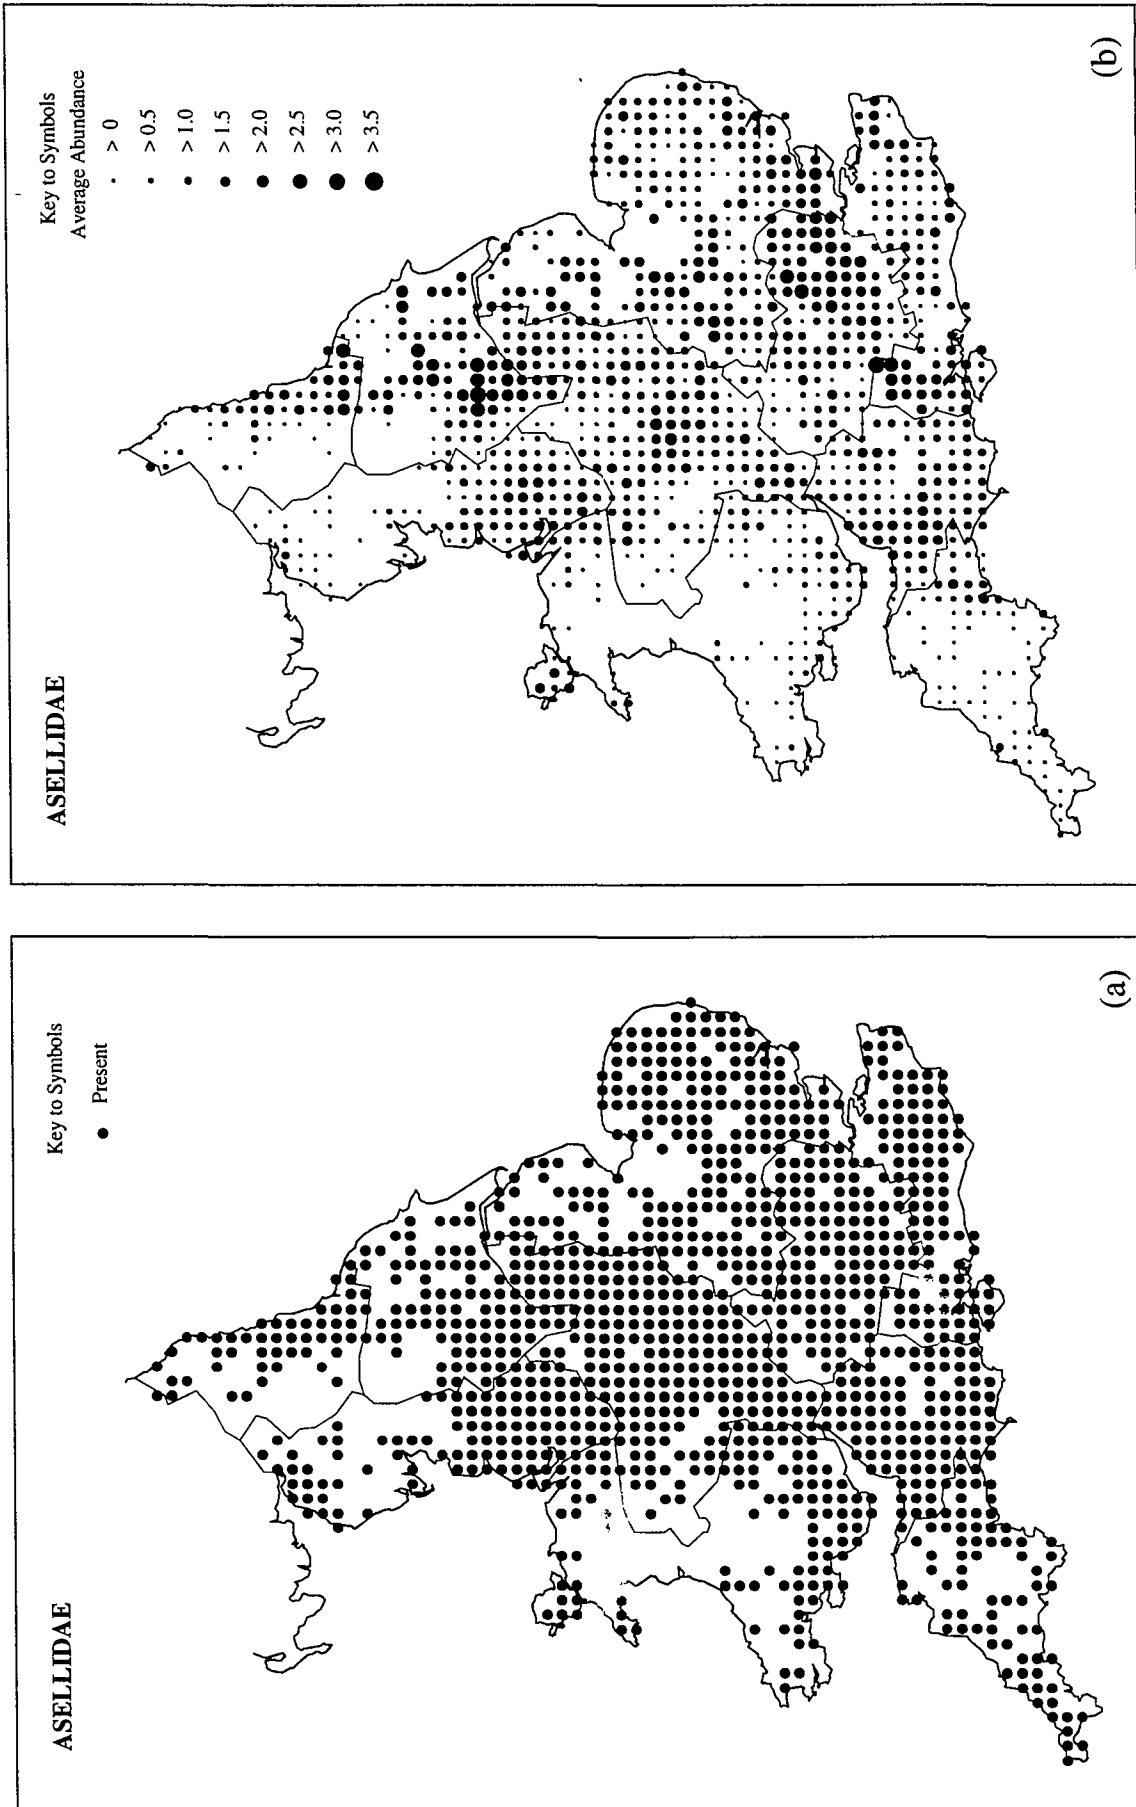 ASELLIDAE
Key to Symbols
Present
(a)
ASELLIDAE
Key to Symbols
Average Abundance
> 0
> 0.5
> 1.0
> 1.5
> 2.0
> 2.5
> 3.0
> 3.5
(b)